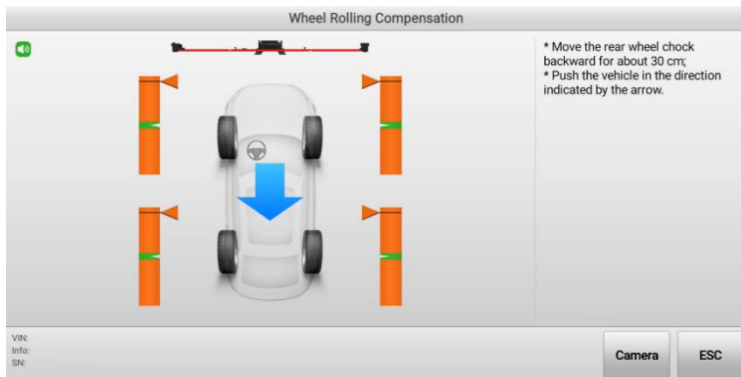 Wheel Rolling Compensation
* Move the rear wheel chock
backward for about 30 cm;
* Push the vehicle in the direction
indicated by the arrow.
VIN:
Info:
SN:
Camera
ESC